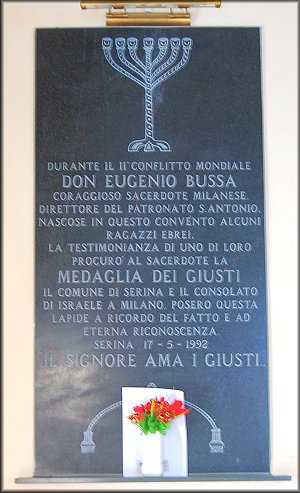 DURANTE IL II° CONFLITTO MONDIALE
DON EUGENIO BUSSA
CORAGGIOSO SACERDOTE MILANESE.
DIRETTORE DEL PATRONATO S.ANTONIO.
NASCOSE IN QUESTO CONVENTO ALCUNI
RAGAZZI EBREI.
LA TESTIMONIANZA DI UNO DI LORO
PROCURO' AL SACERDOTE LA
MEDAGLIA DEI GIUSTI
IL COMUNE DI SERINA E IL CONSOLATO
DI ISRAELE A MILANO. POSERO QUESTA
LAPIDE A RICORDO DEL FATTO E AD
ETERNA RICONOSCENZA.
SERINA 17-5-1992
"IL SIGNORE AMA I GIUSTI..